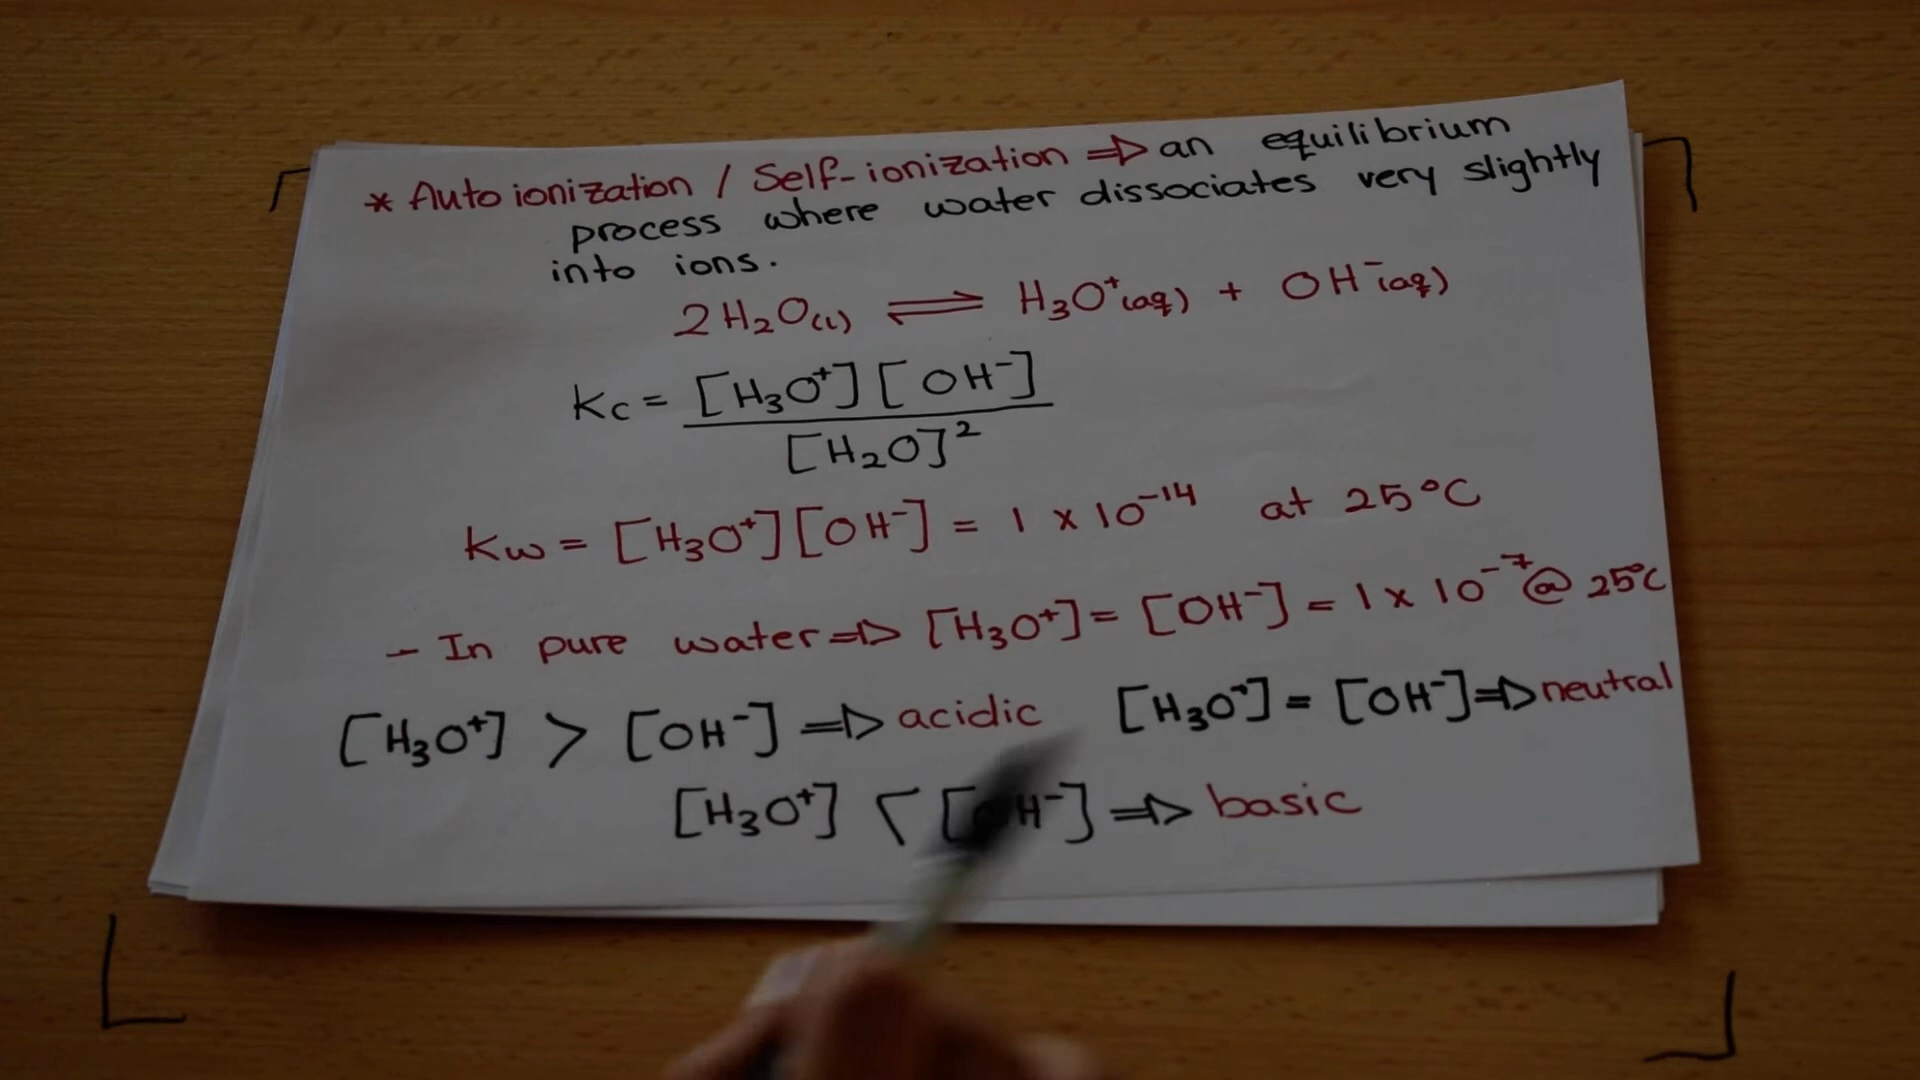 * Autoionization / Self-ionization ⇒ an equilibrium
process where water dissociates very slightly
into ions.
2H₂O(l) ⇌ H₃O⁺(aq) + OH⁻(aq)
Kc = [H₃O⁺][OH⁻] / [H₂O]²
Kw = [H₃O⁺][OH⁻] = 1 x 10⁻¹⁴ at 25°C
- In pure water ⇒ [H₃O⁺] = [OH⁻] = 1 x 10⁻⁷ @ 25°C
[H₃O⁺] > [OH⁻] ⇒ acidic [H₃O⁺] = [OH⁻] ⇒ neutral
[H₃O⁺] < [OH⁻] ⇒ basic